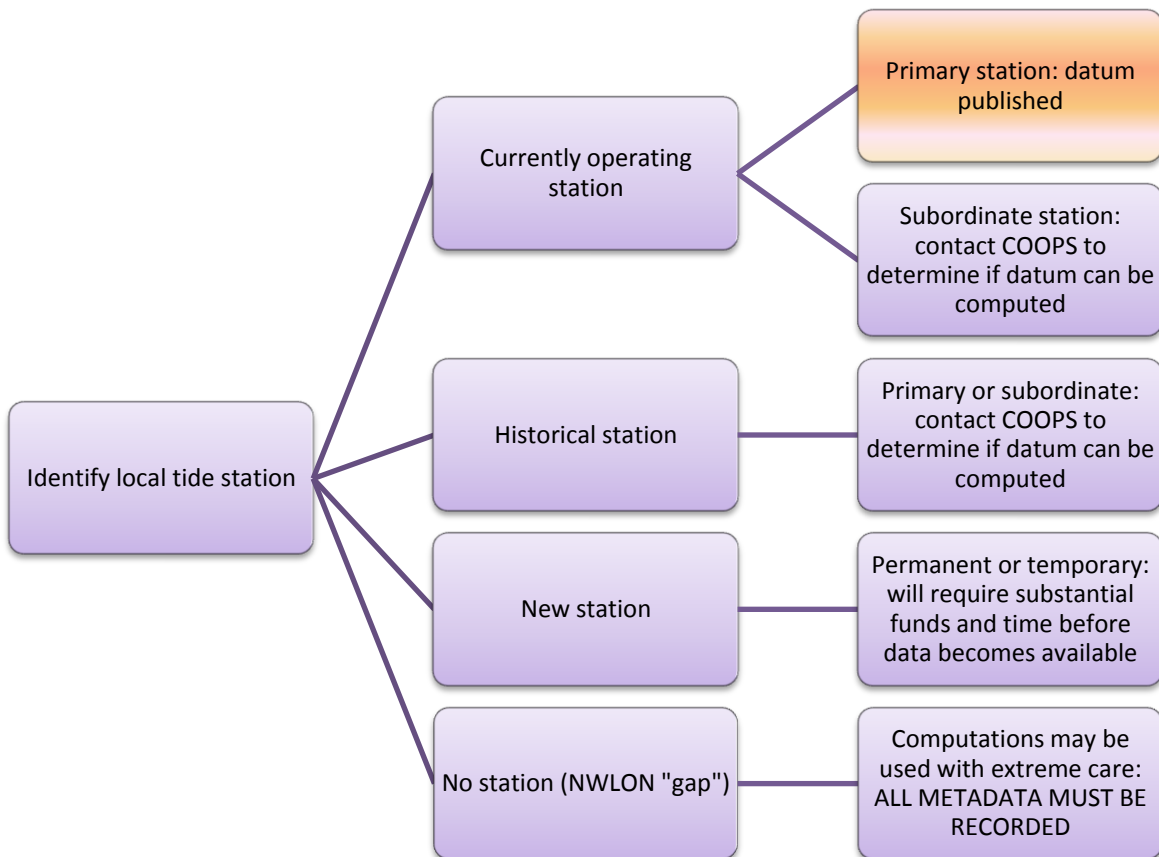 Identify local tide station
Currently operating
station
Primary station: datum
published
Subordinate station:
contact COOPS to
determine if datum can be
computed
Historical station
Primary or subordinate:
contact COOPS to
determine if datum can be
computed
New station
Permanent or temporary:
will require substantial
funds and time before
data becomes available
No station (NWLON "gap")
Computations may be
used with extreme care:
ALL METADATA MUST BE
RECORDED